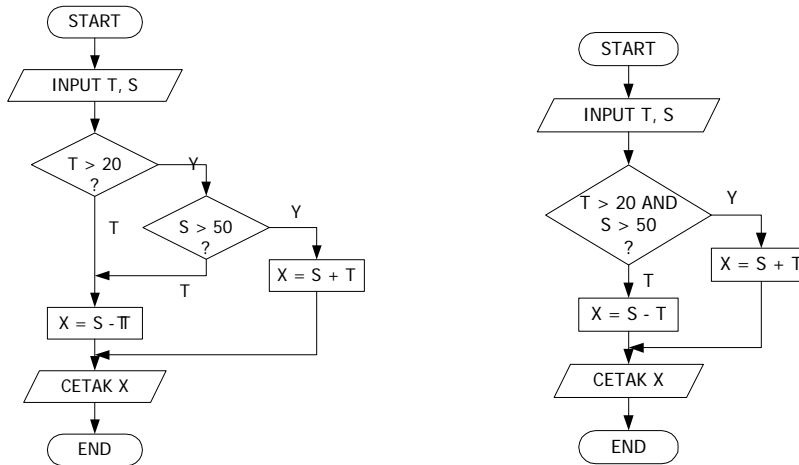 START
INPUT T, S
T > 20
?
Y
T
S > 50
?
Y
T
X = S + T
X = S - T
CETAK X
END
START
INPUT T, S
T > 20 AND
S > 50
?
Y
T
X = S + T
X = S - T
CETAK X
END